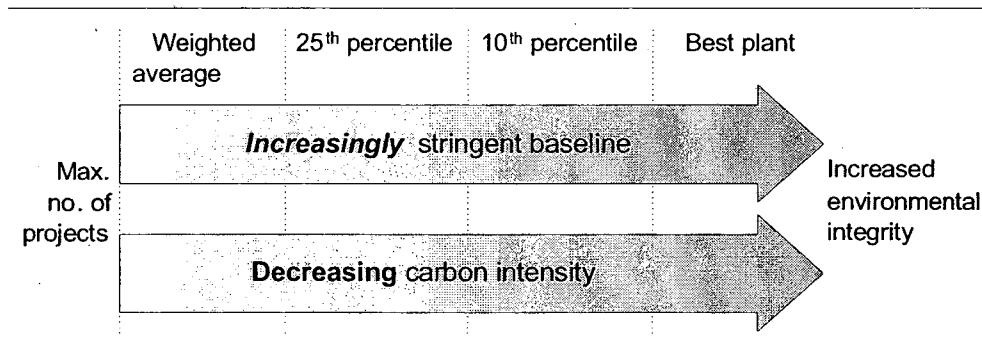 Weighted
average
25th percentile
10th percentile
Best plant
Increasingly stringent baseline
Max.
no. of
projects
Increased
environmental
integrity
Decreasing carbon intensity